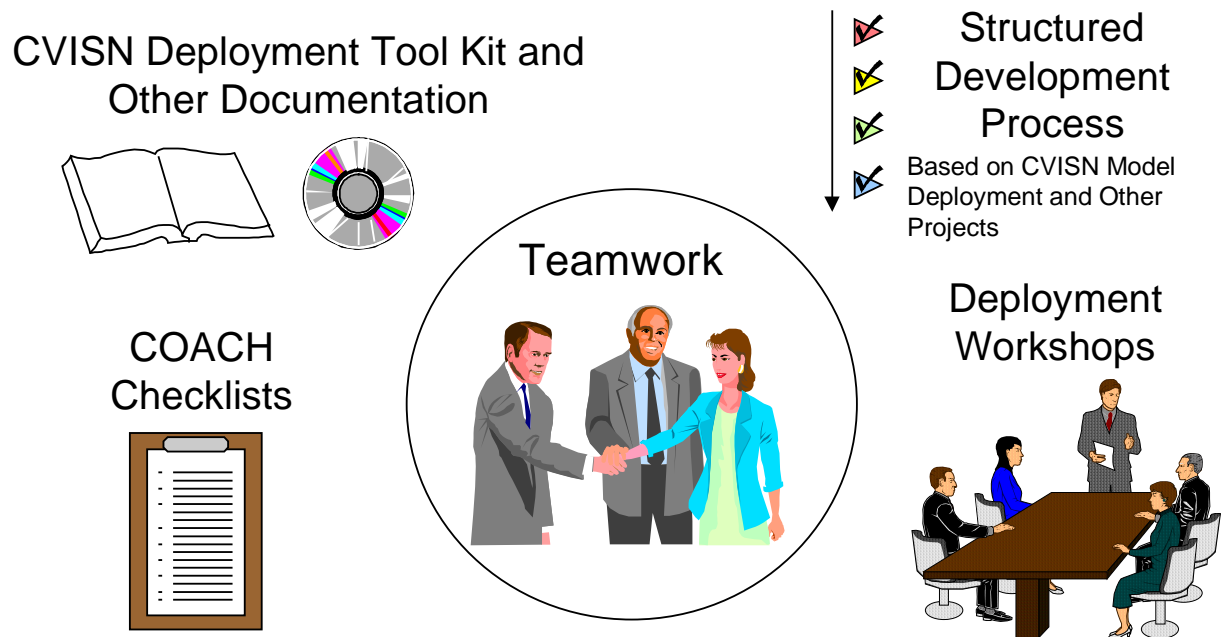 CVISN Deployment Tool Kit and
Other Documentation
Structured
Development
Process
Based on CVISN Model
Deployment and Other
Projects
Teamwork
COACH
Checklists
Deployment
Workshops